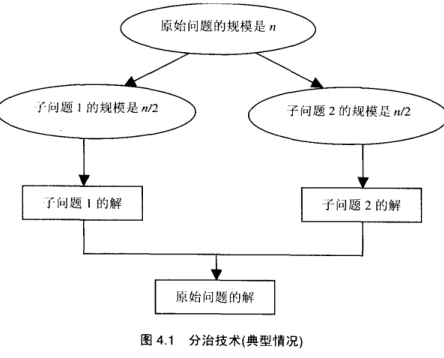 原始问题的规模是 n
子问题 1 的规模是 n/2
子问题 2 的规模是 n/2
子问题 1 的解
子问题 2 的解
原始问题的解
图 4.1 分治技术(典型情况)